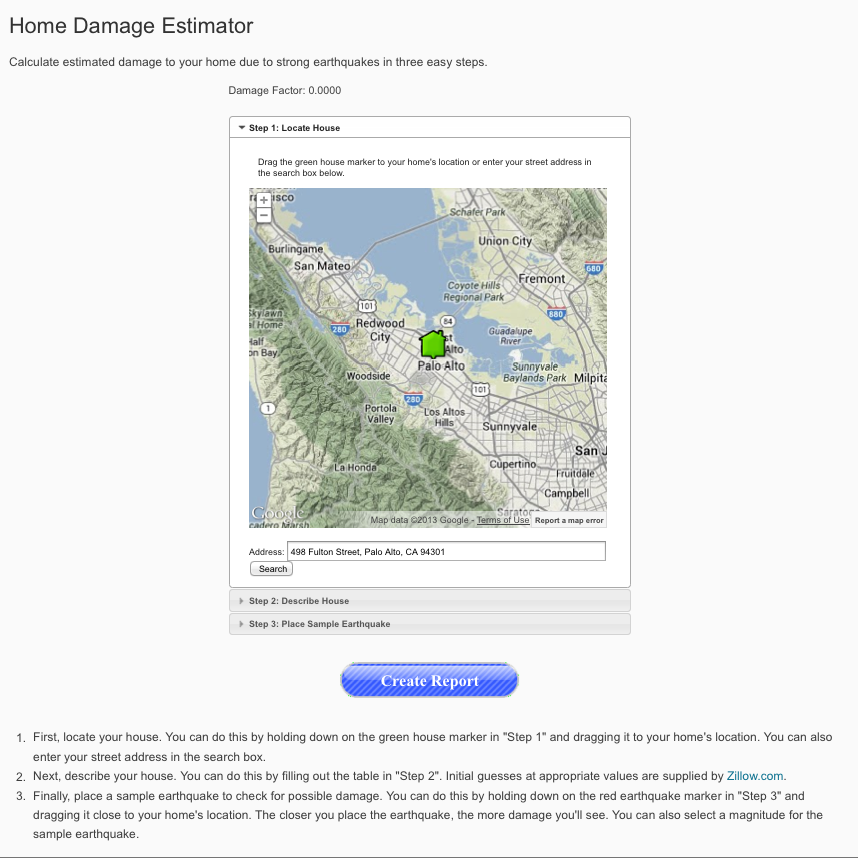 Home Damage Estimator
Calculate estimated damage to your home due to strong earthquakes in three easy steps.
Damage Factor: 0.0000
Step 1: Locate House
Drag the green house marker to your home's location or enter your street address in
the search box below.
+
−
Schafer Park
Union City
Burlingame
San Mateo
680
Fremont
Coyote Hills
Regional Park
101
880
84
280
Redwood
City
Guadalupe
River
Palo Alto
Sunnyvale
Baylands Park
Woodside
101
280
1
Portola
Valley
Los Altos
Hills
Sunnyvale
San J
Cupertino
La Honda
Fruitdale
Campbell
Google
Map data ©2013 Google - Terms of Use
Report a map error
Address: 498 Fulton Street, Palo Alto, CA 94301
Search
Step 2: Describe House
Step 3: Place Sample Earthquake
Create Report
1. First, locate your house. You can do this by holding down on the green house marker in "Step 1" and dragging it to your home's location. You can also
enter your street address in the search box.
2. Next, describe your house. You can do this by filling out the table in "Step 2". Initial guesses at appropriate values are supplied by Zillow.com.
3. Finally, place a sample earthquake to check for possible damage. You can do this by holding down on the red earthquake marker in "Step 3" and
dragging it close to your home's location. The closer you place the earthquake, the more damage you'll see. You can also select a magnitude for the
sample earthquake.